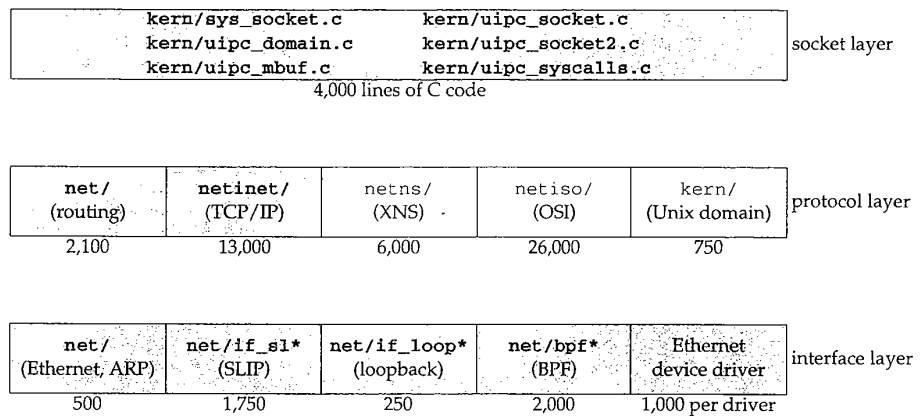 kern/sys_socket.c kern/uipc_socket.c
kern/uipc_domain.c kern/uipc_socket2.c
kern/uipc_mbuf.c kern/uipc_syscalls.c
socket layer
4,000 lines of C code
net/ netinet/ netns/ netiso/ kern/
(routing) (TCP/IP) (XNS) (OSI) (Unix domain)
protocol layer
2,100 13,000 6,000 26,000 750
net/ net/if_sl* net/if_loop* net/bpf* Ethernet
(Ethernet, ARP) (SLIP) (loopback) (BPF) device driver
interface layer
500 1,750 250 2,000 1,000 per driver